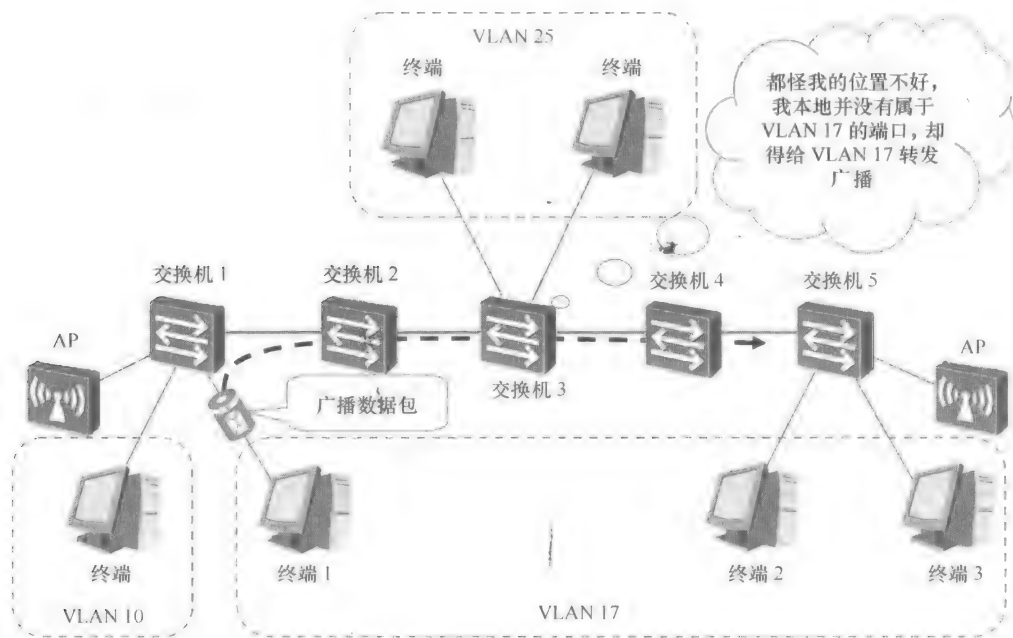 VLAN 25
终端
终端
都怪我的位置不好，
我本地并没有属于
VLAN 17 的端口，却
得给 VLAN 17 转发
广播
交换机 1
交换机 2
交换机 4
交换机 5
AP
AP
交换机 3
广播数据包
终端
终端 1
终端 2
终端 3
VLAN 10
VLAN 17